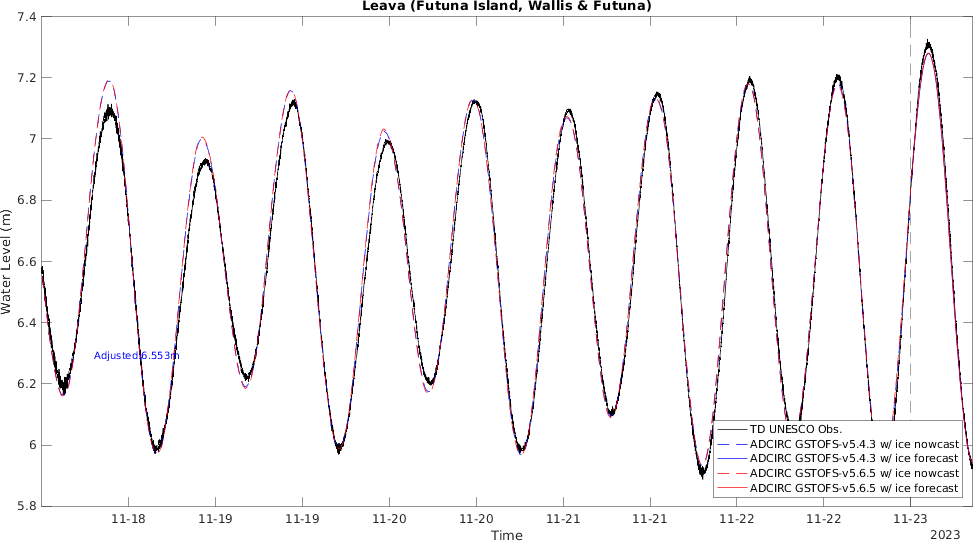 Leava (Futuna Island, Wallis & Futuna)
7.4
7.2
7
6.8
6.6
6.4
6.2
6
5.8
Water Level (m)
Adjusted:6.553m
TD UNESCO Obs.
ADCIRC GSTOFS-v5.4.3 w/ ice nowcast
ADCIRC GSTOFS-v5.4.3 w/ ice forecast
ADCIRC GSTOFS-v5.6.5 w/ ice nowcast
ADCIRC GSTOFS-v5.6.5 w/ ice forecast
11-18
11-19
11-19
11-20
11-20
11-21
11-21
11-22
11-22
11-23
Time
2023